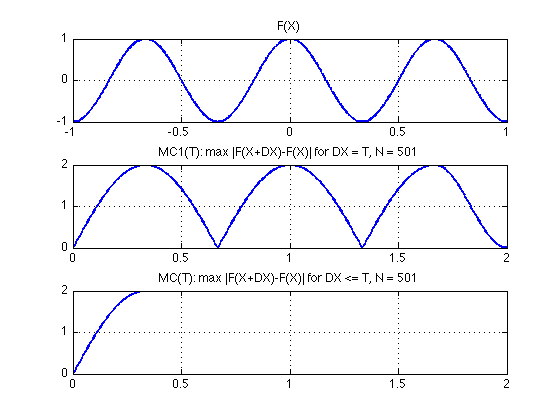 F(X)
1
0
-1
-1 -0.5 0 0.5 1
MC1(T): max |F(X+DX)-F(X)| for DX = T, N = 501
2
1
0
0 0.5 1 1.5 2
MC(T): max |F(X+DX)-F(X)| for DX <= T, N = 501
2
1
0
0 0.5 1 1.5 2